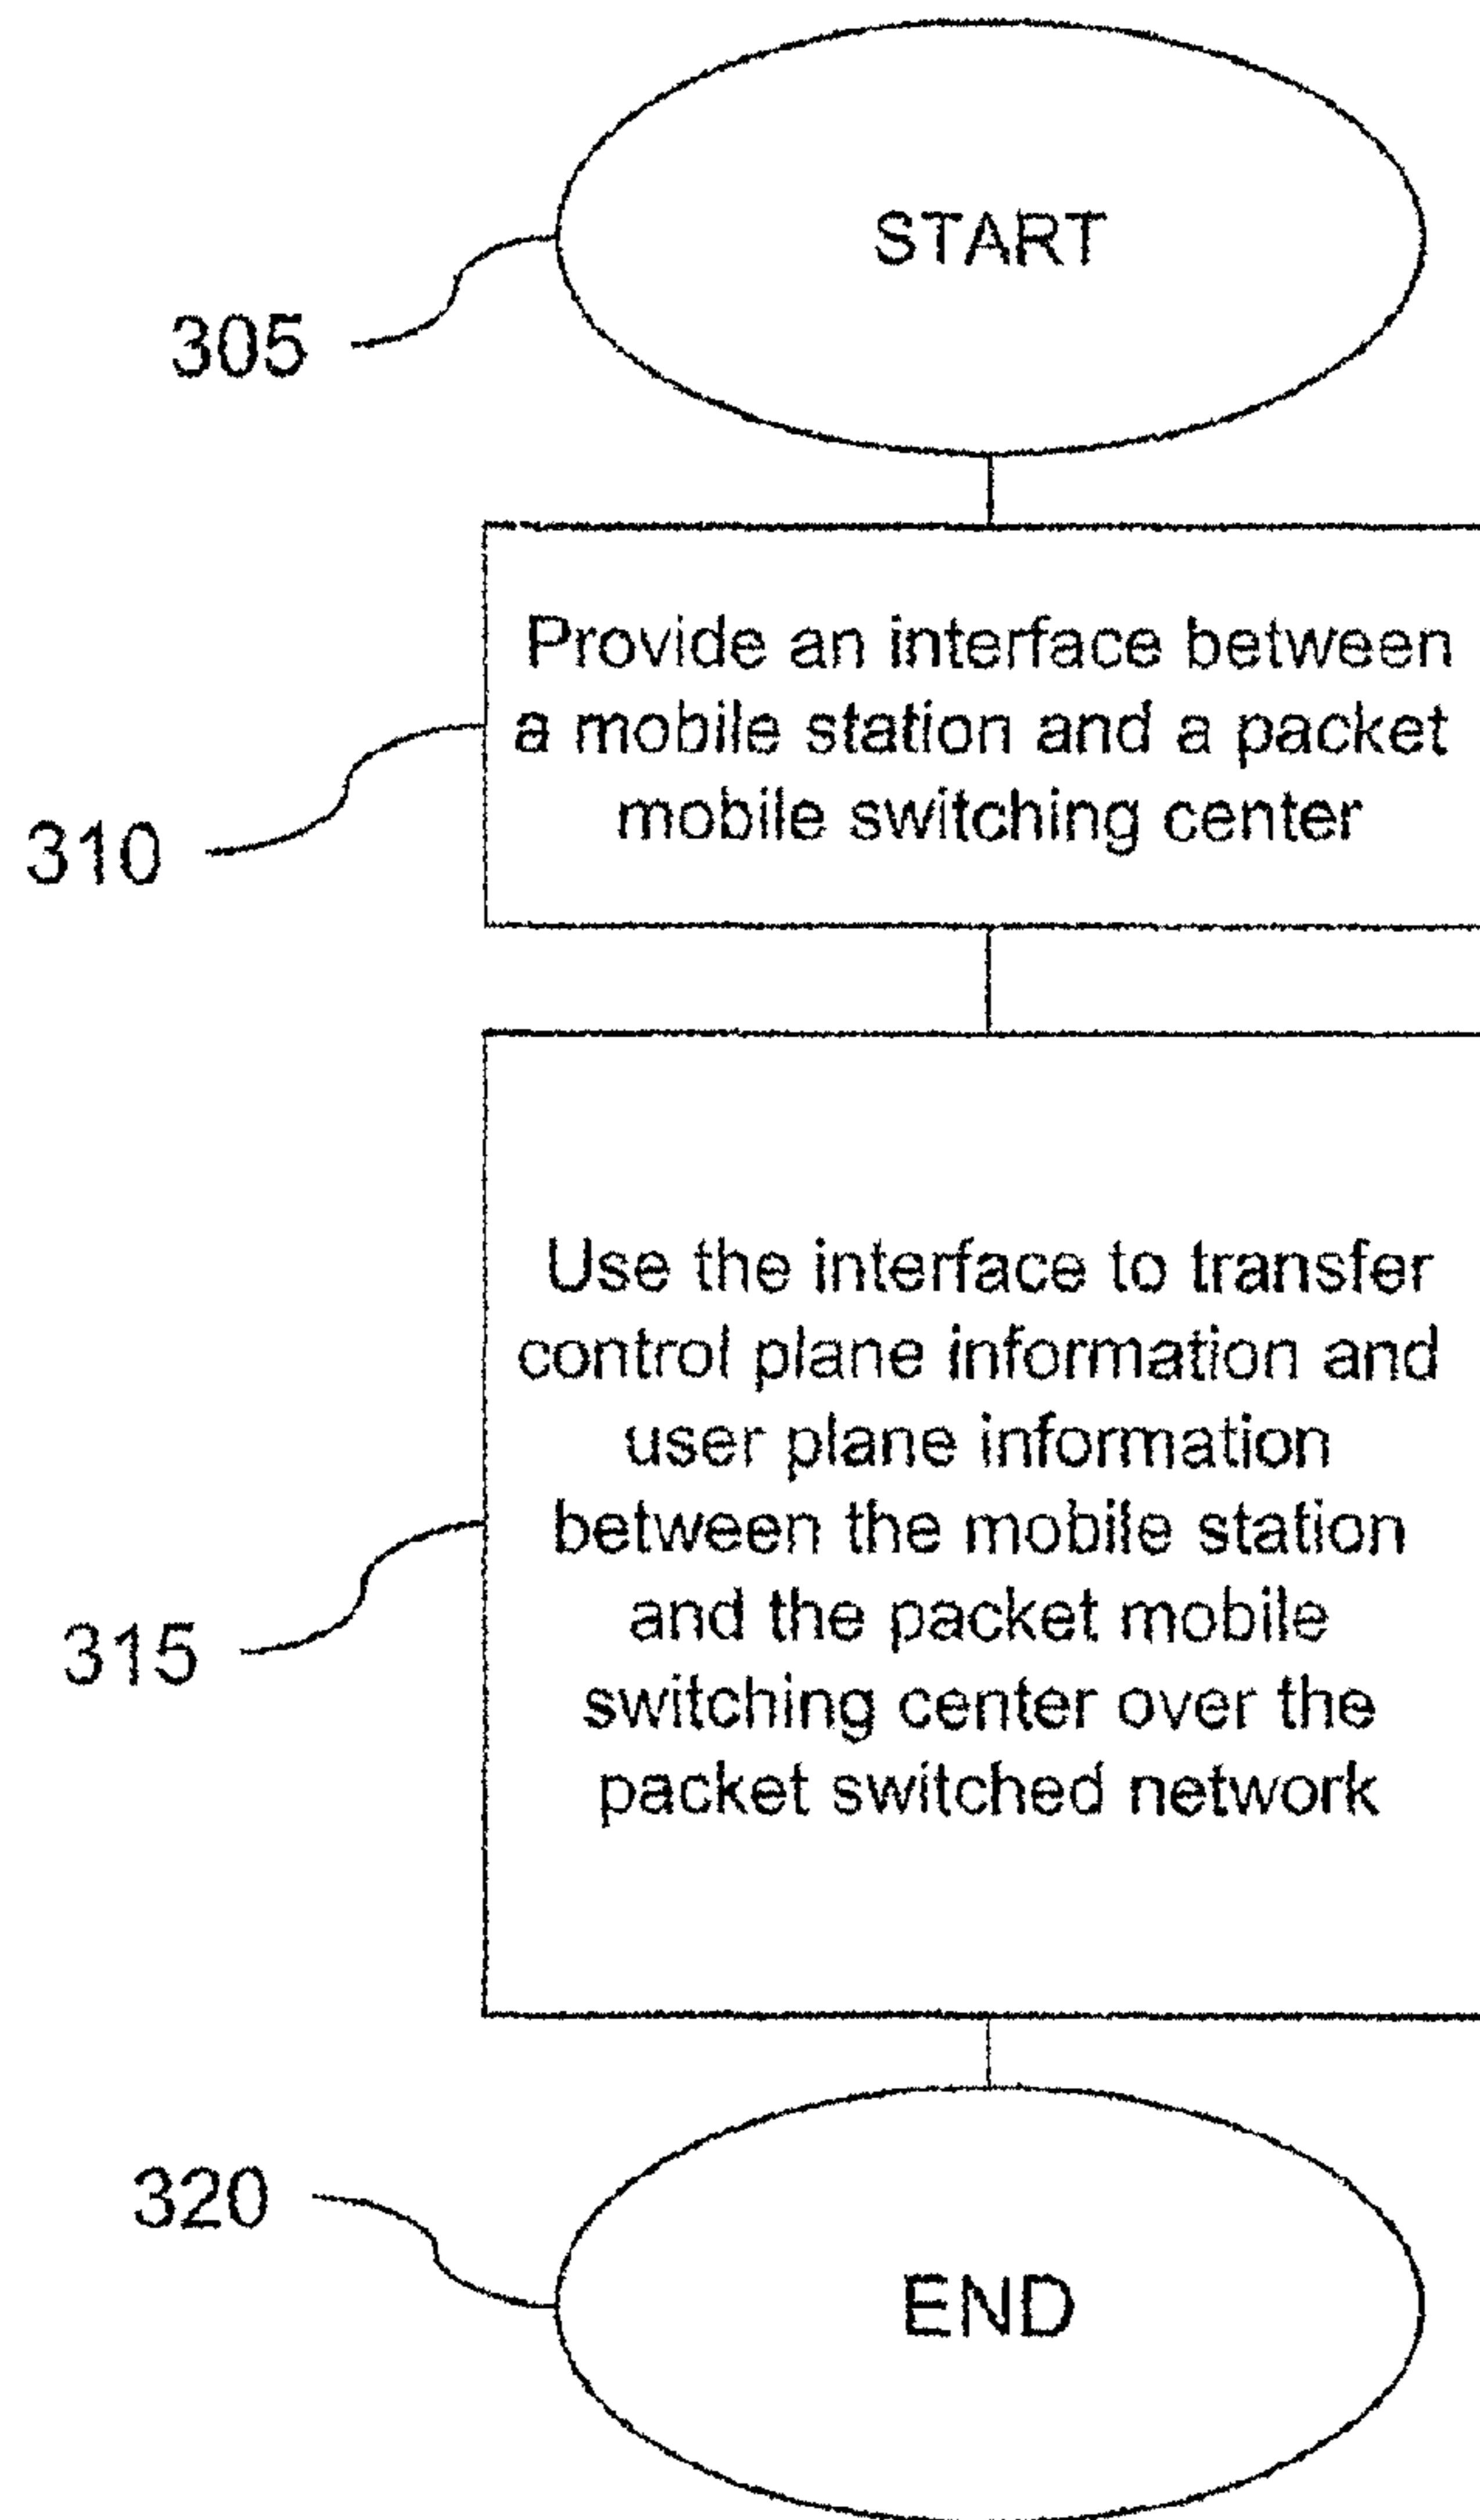 START
305
Provide an interface between
a mobile station and a packet
mobile switching center
310
Use the interface to transfer
control plane information and
user plane information
between the mobile station
and the packet mobile
switching center over the
packet switched network
315
320
END